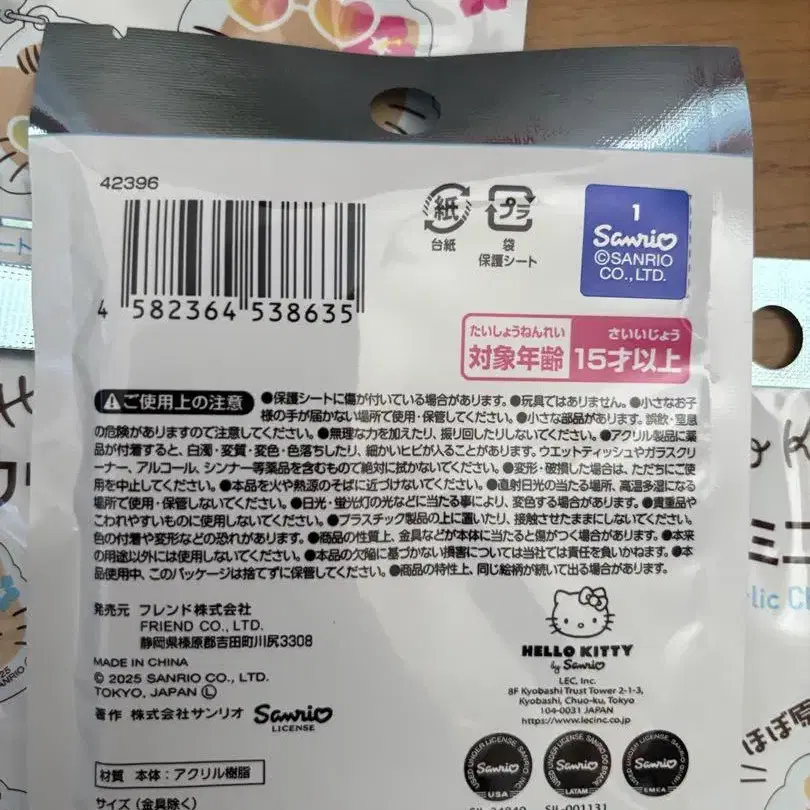 42396
4 582364 538635
紙
台紙
プラ
袋
保護シート
1
Sanrio
©SANRIO
CO., LTD.
たいしょうねんれい さいいじょう
対象年齢 15才以上
ご使用上の注意 ●保護シートに傷が付いている場合があります。●玩具ではありません。●小さなお子
様の手が届かない場所で使用・保管してください。●小さな部品があります。誤飲・窒息
の危険がありますのでご注意してください。●無理な力を加えたり、振り回したりしないでください。●アクリル製品に薬
品が付着すると、白濁・変質・変色・色落ちしたり、細かいヒビが入ることがあります。ウエットティッシュやガラスクリ
ーナー、アルコール、シンナー等薬品を含むもので絶対に拭かないでください。●変形・破損した場合は、ただちにご使
用を中止してください。●本品を火や熱源のそばに近づけないでください。●直射日光の当たる場所、高温多湿になる
場所で使用・保管しないでください。●日光・蛍光灯の光などに当たる事により、変色する場合があります。●貴重品や
こわれやすいものに使用しないでください。●プラスチック製品の上に置いたり、接触させたままにしないでください。
色の付着や変形などの恐れがあります。●商品の性質上、金具などが本体に当たると傷がつく場合があります。●本来
の用途以外には使用しないでください。●本品の欠陥に基づかない損害については当社では責任を負いかねます。●本
品使用中、このパッケージは捨てずに保管してください。●商品の特性上、同じ絵柄が続いて出る場合があります。
発売元 フレンド株式会社
FRIEND CO., LTD.
静岡県榛原郡吉田町川尻3308
MADE IN CHINA
© 2025 SANRIO CO., LTD.
TOKYO, JAPAN Ⓛ
著作 株式会社サンリオ Sanrio
LICENSE
HELLO KITTY
by Sanrio
LEC, Inc.
8F Kyobashi Trust Tower 2-1-3,
Kyobashi, Chuo-ku, Tokyo
104-0031 JAPAN
https://www.lecinc.co.jp
Sanrio
USA
Sanrio
LATAM
Sanrio
EMEA
SIL-001131
材質 本体：アクリル樹脂
サイズ（金具除く）
ミニ
lic Ch
ほぼ原